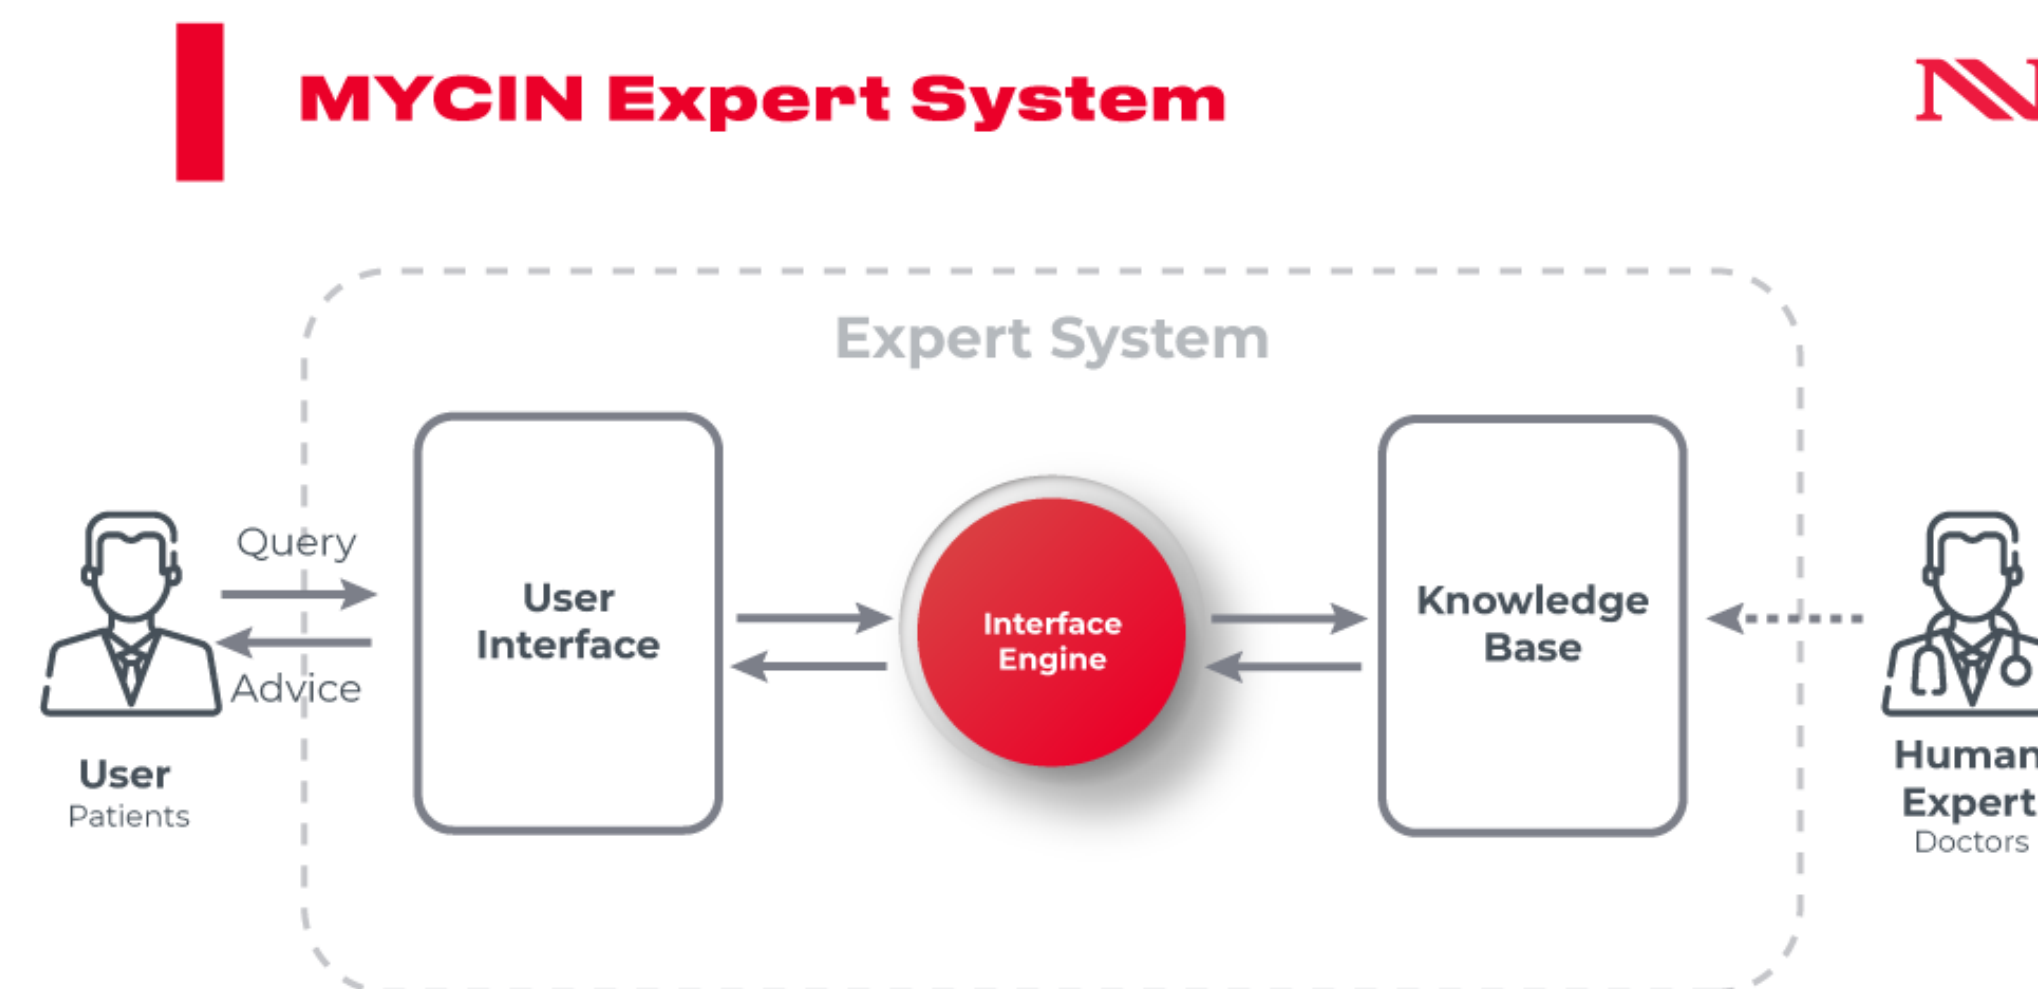 MYCIN Expert System
Expert System
Query
Advice
User
Patients
User
Interface
Interface
Engine
Knowledge
Base
Human
Expert
Doctors